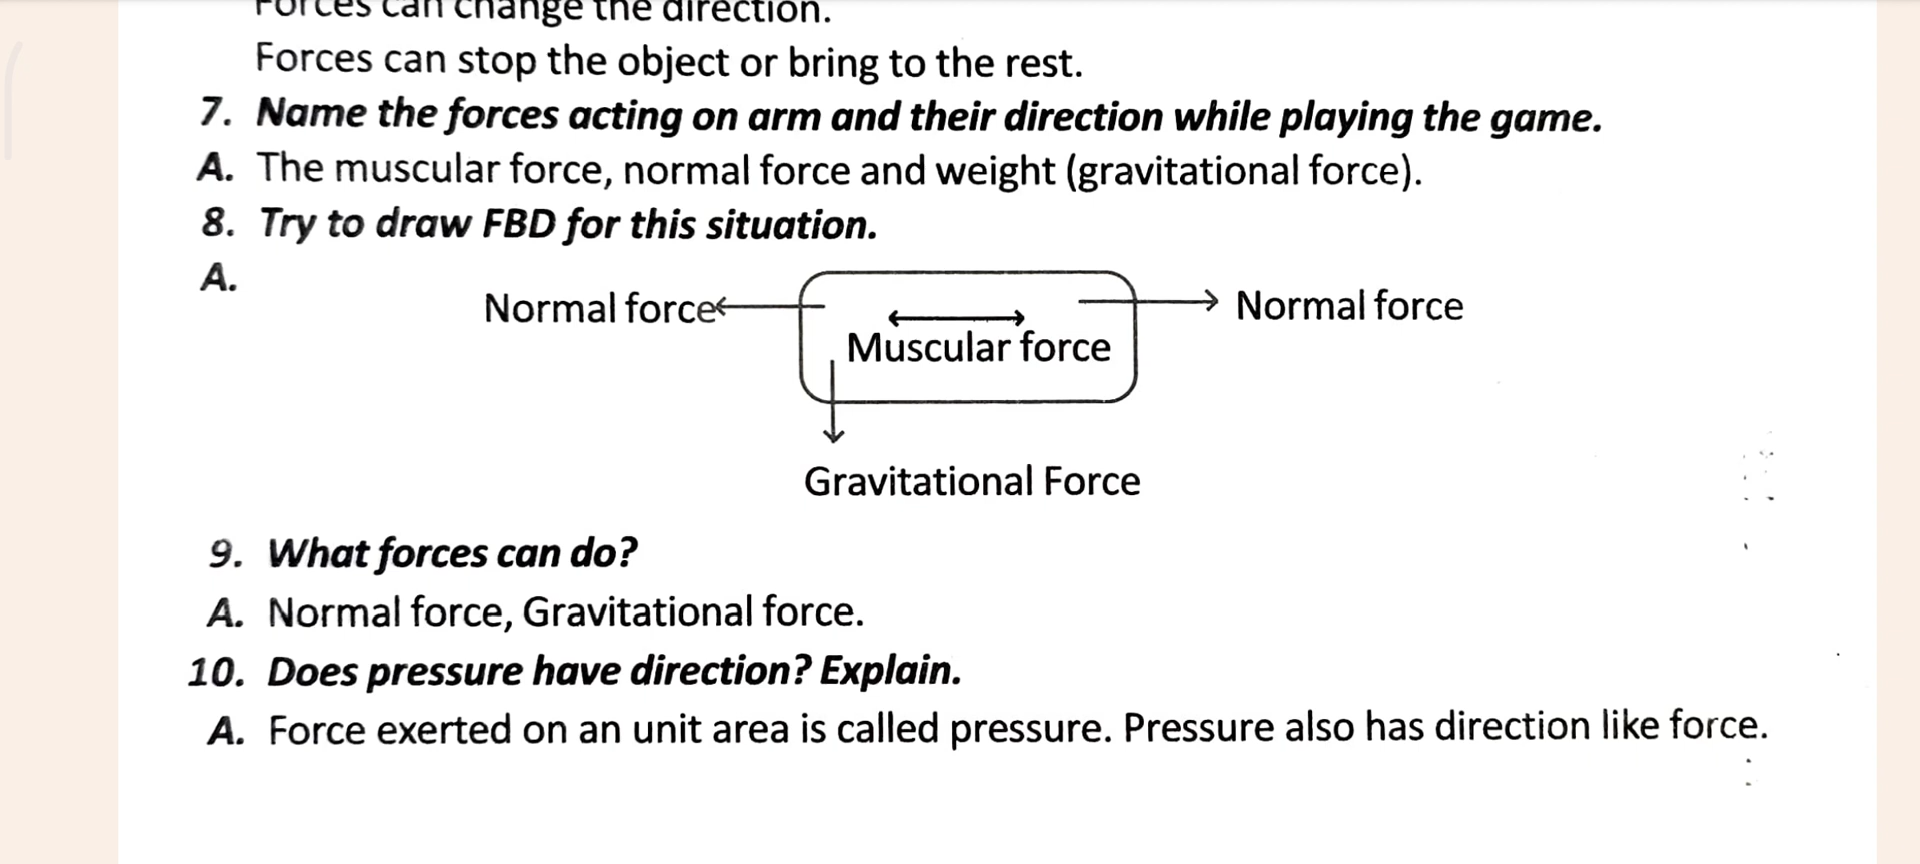 Forces can change the direction.
Forces can stop the object or bring to the rest.
7. Name the forces acting on arm and their direction while playing the game.
A. The muscular force, normal force and weight (gravitational force).
8. Try to draw FBD for this situation.
A.
Normal force
Normal force
Muscular force
Gravitational Force
9. What forces can do?
A. Normal force, Gravitational force.
10. Does pressure have direction? Explain.
A. Force exerted on an unit area is called pressure. Pressure also has direction like force.